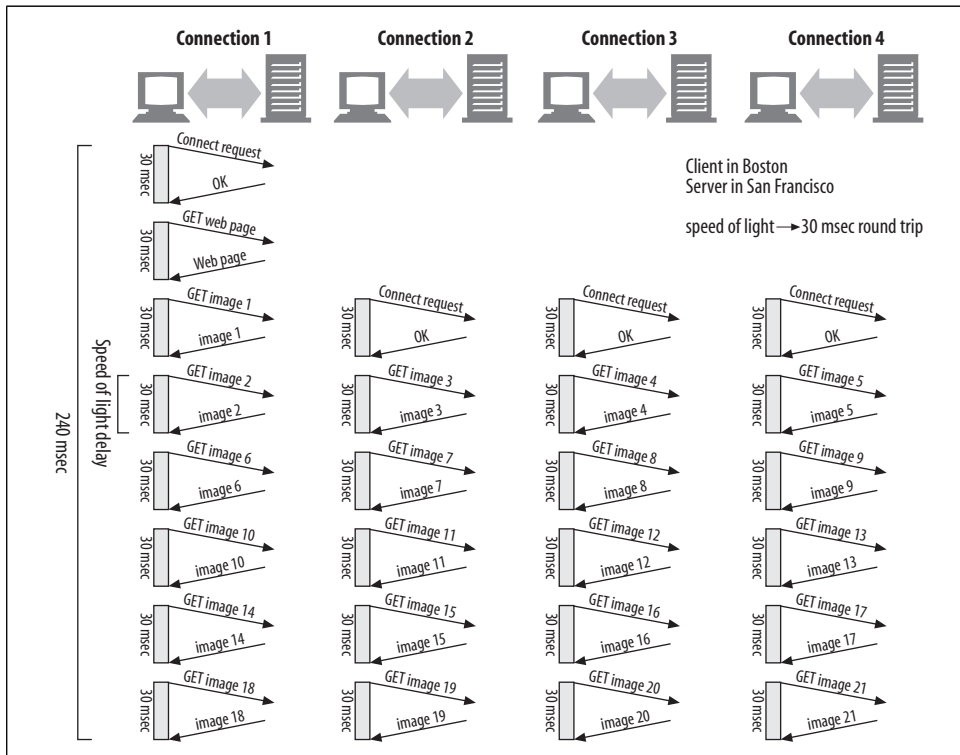 Connection 1
Connection 2
Connection 3
Connection 4
Client in Boston
Server in San Francisco
speed of light→30 msec round trip
240 msec
Speed of light delay
30 msec
Connect request
OK
30 msec
GET web page
Web page
30 msec
GET image 1
image 1
30 msec
Connect request
OK
30 msec
Connect request
OK
30 msec
Connect request
OK
30 msec
GET image 2
image 2
30 msec
GET image 3
image 3
30 msec
GET image 4
image 4
30 msec
GET image 5
image 5
30 msec
GET image 6
image 6
30 msec
GET image 7
image 7
30 msec
GET image 8
image 8
30 msec
GET image 9
image 9
30 msec
GET image 10
image 10
30 msec
GET image 11
image 11
30 msec
GET image 12
image 12
30 msec
GET image 13
image 13
30 msec
GET image 14
image 14
30 msec
GET image 15
image 15
30 msec
GET image 16
image 16
30 msec
GET image 17
image 17
30 msec
GET image 18
image 18
30 msec
GET image 19
image 19
30 msec
GET image 20
image 20
30 msec
GET image 21
image 21